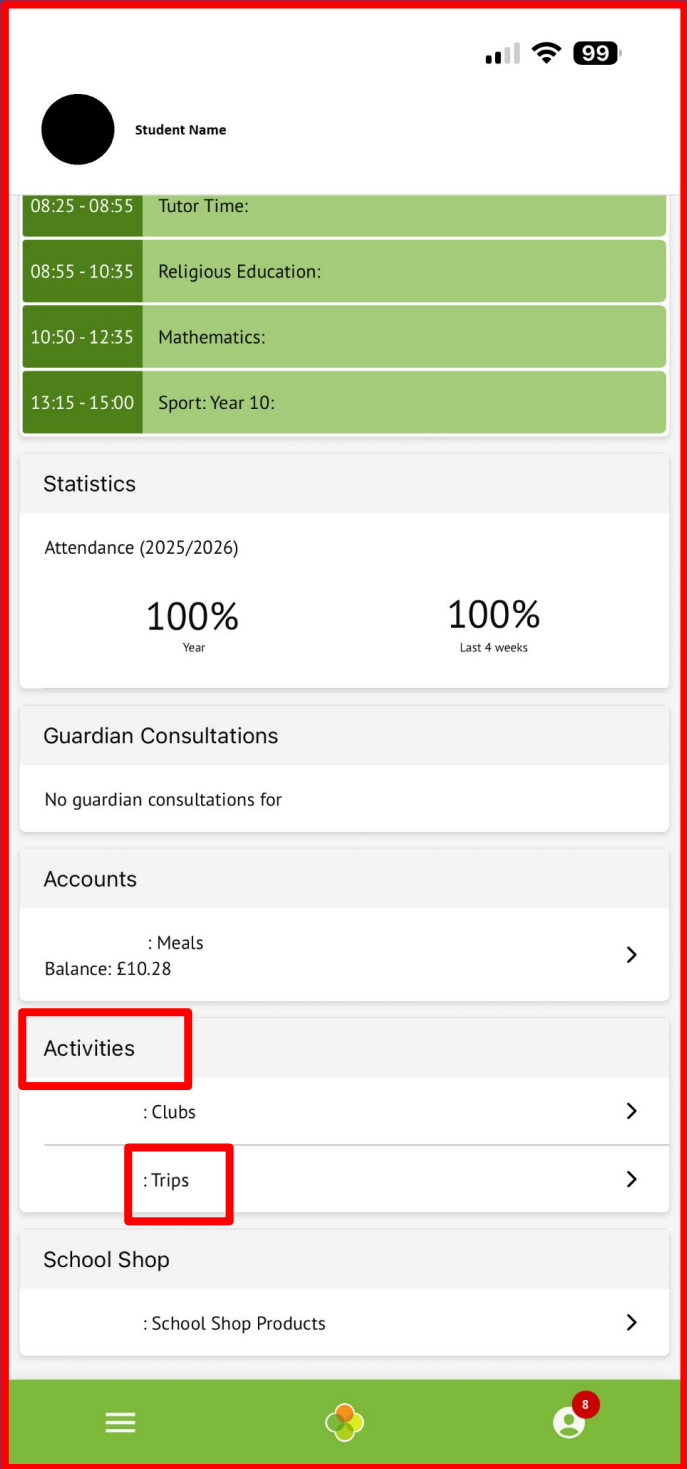 99
Student Name
08:25 - 08:55 Tutor Time:
08:55 - 10:35 Religious Education:
10:50 - 12:35 Mathematics:
13:15 - 15:00 Sport: Year 10:
Statistics
Attendance (2025/2026)
100% 100%
Year Last 4 weeks
Guardian Consultations
No guardian consultations for
Accounts
: Meals
Balance: £10.28
Activities
: Clubs
: Trips
School Shop
: School Shop Products
8